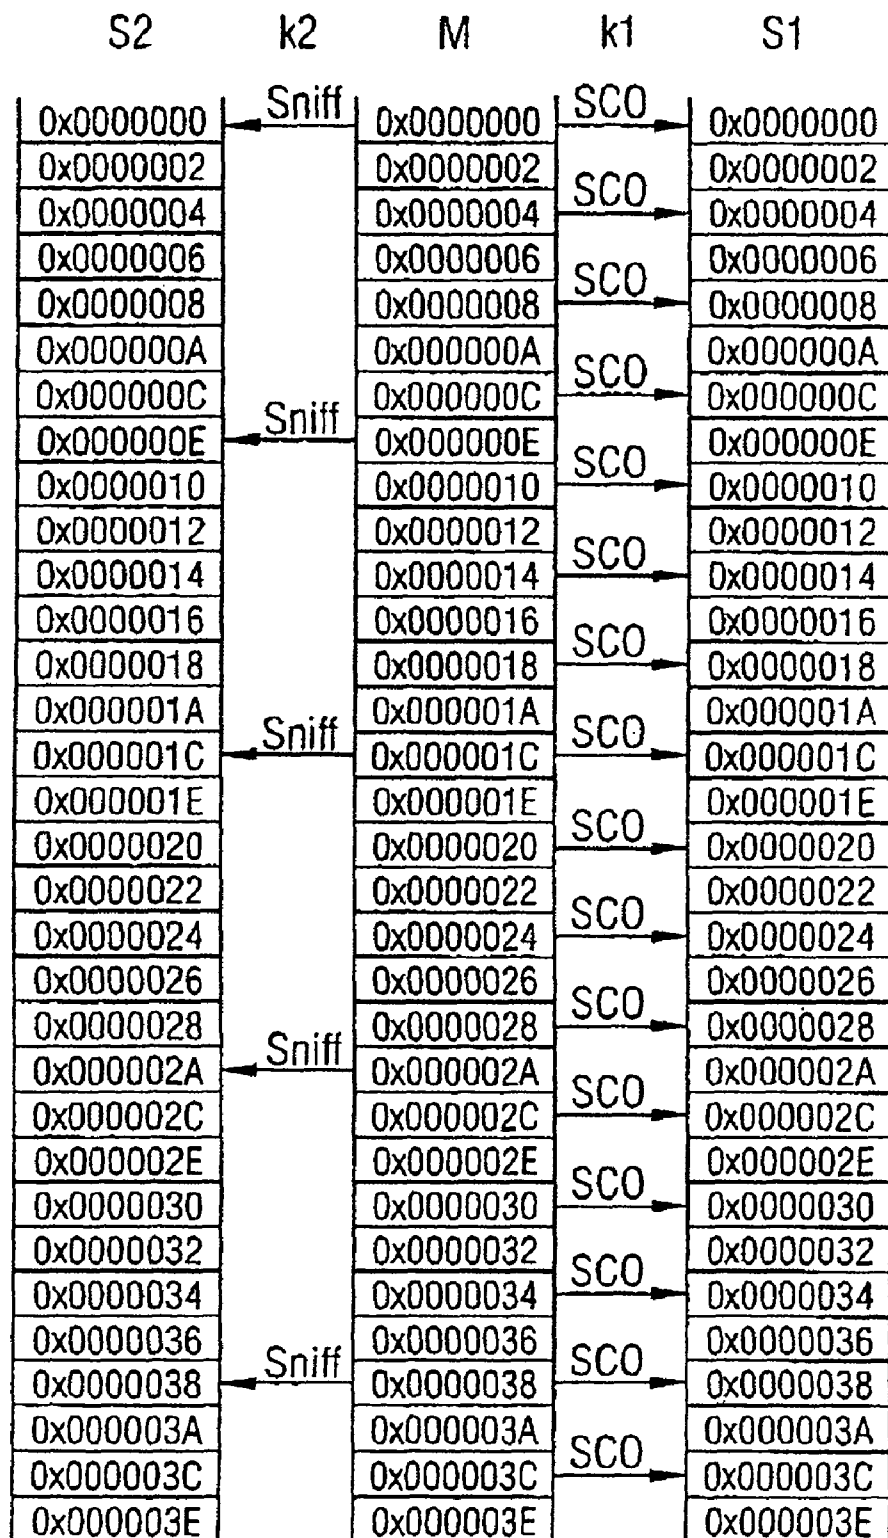 S2 k2 M k1 S1
0x0000000 Sniff 0x0000000 SCO 0x0000000
0x0000002 0x0000002 0x0000002
0x0000004 0x0000004 SCO 0x0000004
0x0000006 0x0000006 0x0000006
0x0000008 0x0000008 SCO 0x0000008
0x000000A 0x000000A 0x000000A
0x000000C 0x000000C SCO 0x000000C
0x000000E Sniff 0x000000E 0x000000E
0x0000010 0x0000010 SCO 0x0000010
0x0000012 0x0000012 0x0000012
0x0000014 0x0000014 SCO 0x0000014
0x0000016 0x0000016 0x0000016
0x0000018 0x0000018 SCO 0x0000018
0x000001A 0x000001A 0x000001A
0x000001C Sniff 0x000001C SCO 0x000001C
0x000001E 0x000001E 0x000001E
0x0000020 0x0000020 SCO 0x0000020
0x0000022 0x0000022 0x0000022
0x0000024 0x0000024 SCO 0x0000024
0x0000026 0x0000026 0x0000026
0x0000028 0x0000028 SCO 0x0000028
0x000002A Sniff 0x000002A 0x000002A
0x000002C 0x000002C SCO 0x000002C
0x000002E 0x000002E 0x000002E
0x0000030 0x0000030 SCO 0x0000030
0x0000032 0x0000032 0x0000032
0x0000034 0x0000034 SCO 0x0000034
0x0000036 0x0000036 0x0000036
0x0000038 Sniff 0x0000038 SCO 0x0000038
0x000003A 0x000003A 0x000003A
0x000003C 0x000003C SCO 0x000003C
0x000003E 0x000003E 0x000003E